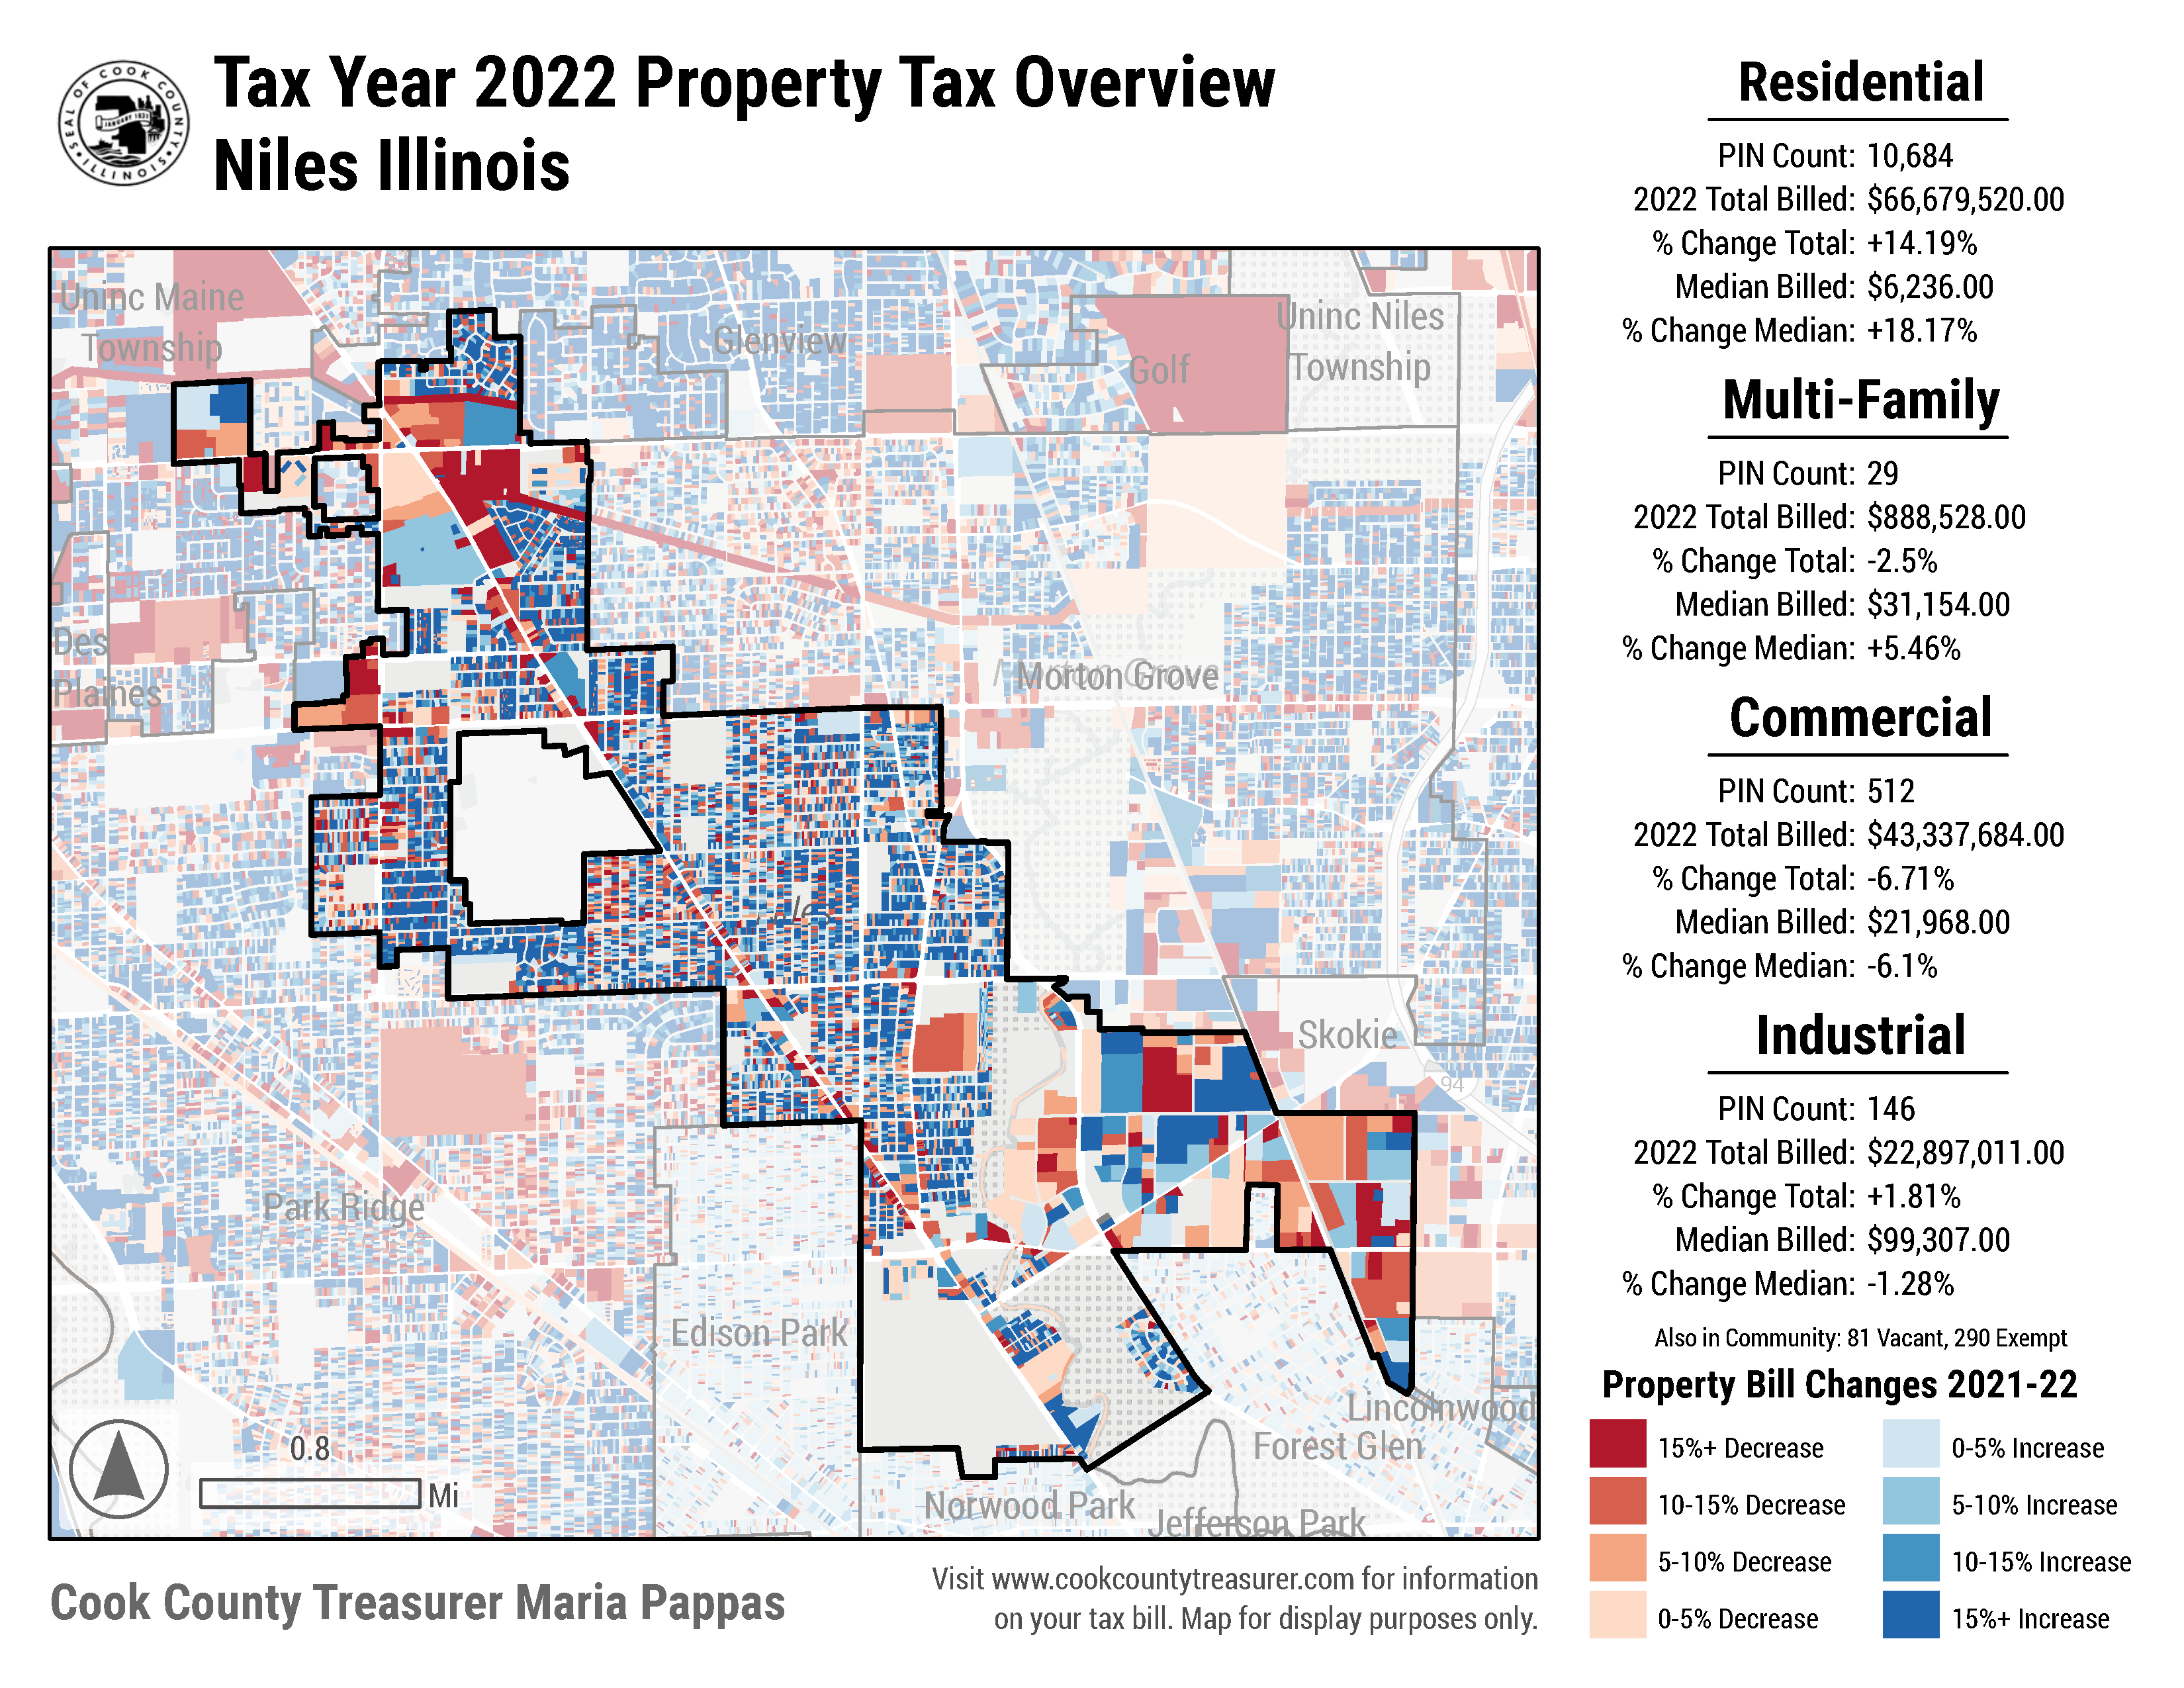 SEAL OF COOK COUNTY
JANUARY 1831
ILLINOIS
Tax Year 2022 Property Tax Overview
Niles Illinois
Uninc Maine
Township
Glenview
Golf
Uninc Niles
Township
Des
Plaines
Morton Grove
Niles
Skokie
94
Park Ridge
Edison Park
Lincolnwood
Forest Glen
Norwood Park
Jefferson Park
0.8
Mi
Cook County Treasurer Maria Pappas
Visit www.cookcountytreasurer.com for information
on your tax bill. Map for display purposes only.
Residential
PIN Count: 10,684
2022 Total Billed: $66,679,520.00
% Change Total: +14.19%
Median Billed: $6,236.00
% Change Median: +18.17%
Multi-Family
PIN Count: 29
2022 Total Billed: $888,528.00
% Change Total: -2.5%
Median Billed: $31,154.00
% Change Median: +5.46%
Commercial
PIN Count: 512
2022 Total Billed: $43,337,684.00
% Change Total: -6.71%
Median Billed: $21,968.00
% Change Median: -6.1%
Industrial
PIN Count: 146
2022 Total Billed: $22,897,011.00
% Change Total: +1.81%
Median Billed: $99,307.00
% Change Median: -1.28%
Also in Community: 81 Vacant, 290 Exempt
Property Bill Changes 2021-22
15%+ Decrease
10-15% Decrease
5-10% Decrease
0-5% Decrease
0-5% Increase
5-10% Increase
10-15% Increase
15%+ Increase